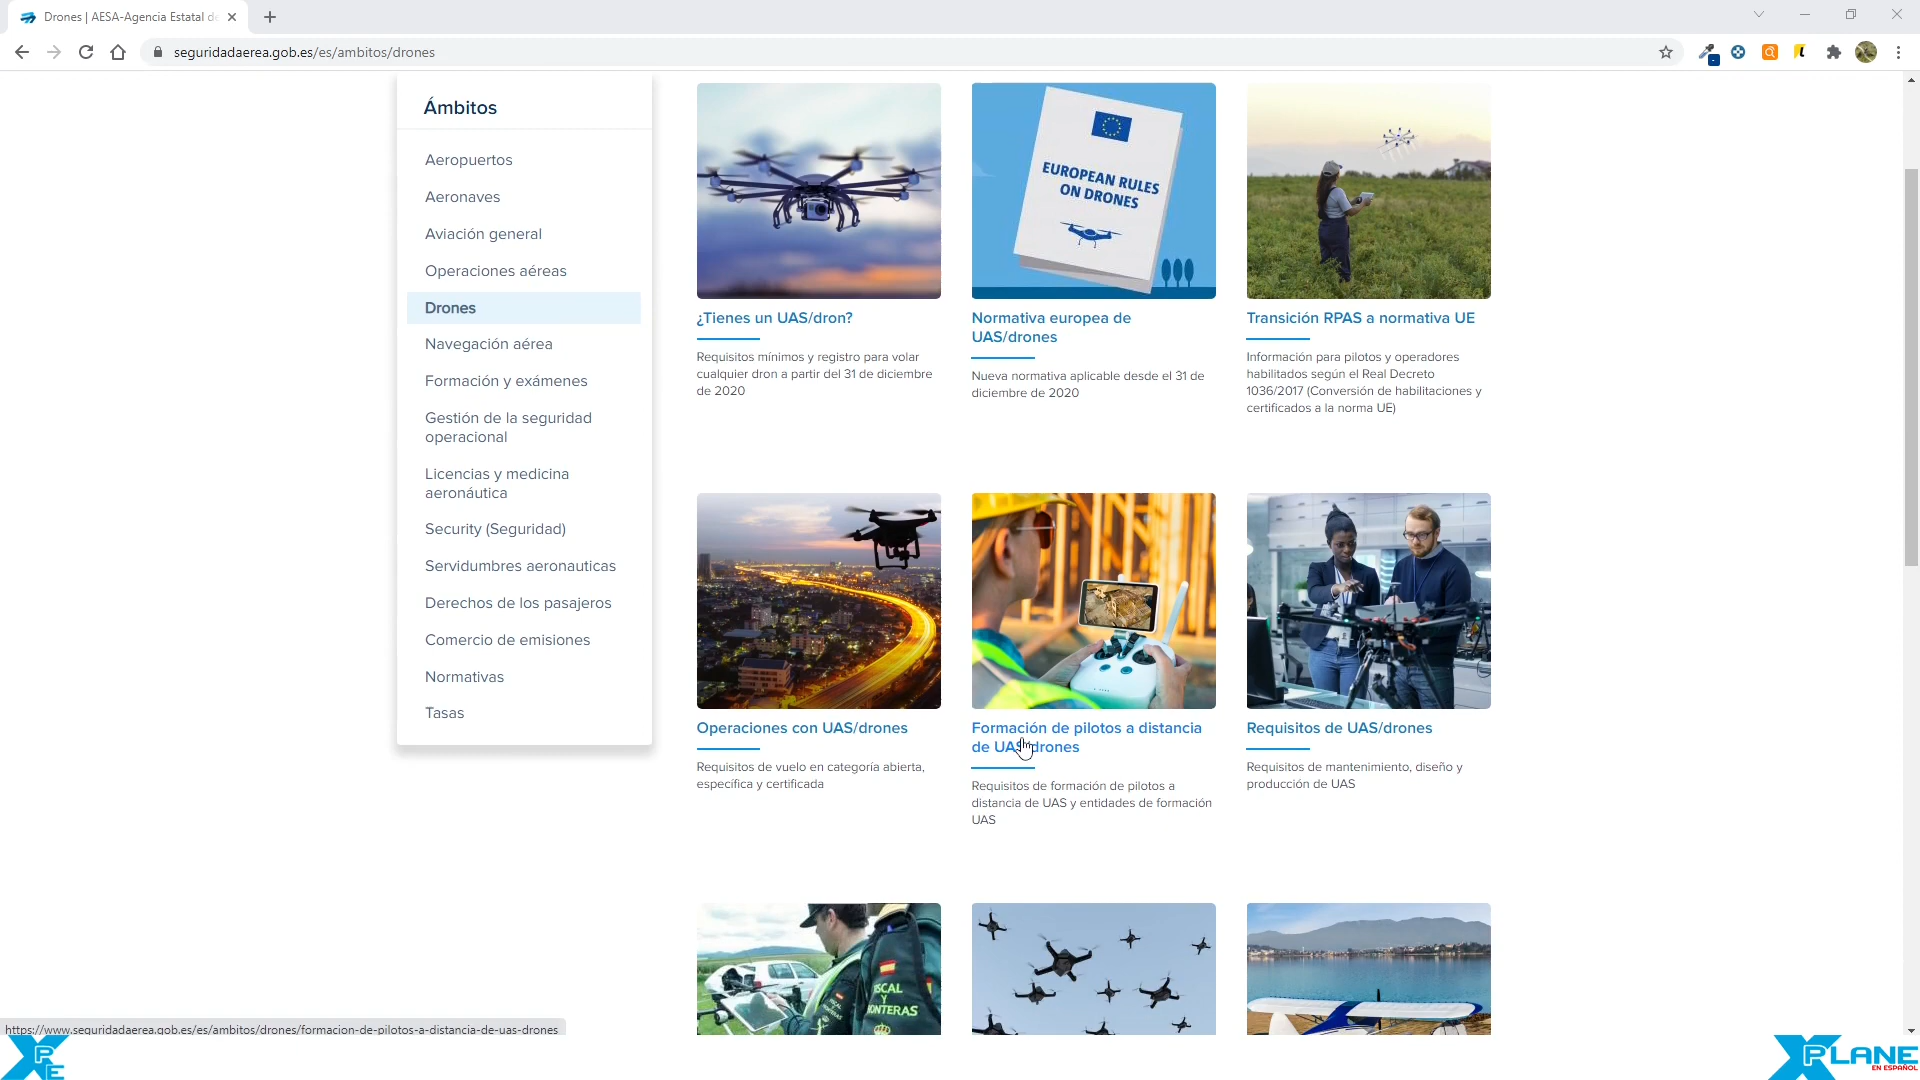 Drones | AESA-Agencia Estatal de
seguridadaerea.gob.es/es/ambitos/drones
Ámbitos
Aeropuertos
Aeronaves
Aviación general
Operaciones aéreas
Drones
Navegación aérea
Formación y exámenes
Gestión de la seguridad
operacional
Licencias y medicina
aeronáutica
Security (Seguridad)
Servidumbres aeronauticas
Derechos de los pasajeros
Comercio de emisiones
Normativas
Tasas
EUROPEAN RULES
ON DRONES
¿Tienes un UAS/dron?
Requisitos mínimos y registro para volar
cualquier dron a partir del 31 de diciembre
de 2020
Normativa europea de
UAS/drones
Nueva normativa aplicable desde el 31 de
diciembre de 2020
Transición RPAS a normativa UE
Información para pilotos y operadores
habilitados según el Real Decreto
1036/2017 (Conversión de habilitaciones y
certificados a la norma UE)
Operaciones con UAS/drones
Requisitos de vuelo en categoría abierta,
específica y certificada
Formación de pilotos a distancia
de UAS/drones
Requisitos de formación de pilotos a
distancia de UAS y entidades de formación
UAS
Requisitos de UAS/drones
Requisitos de mantenimiento, diseño y
producción de UAS
FISCAL
Y
FRONTERAS
https://www.seguridadaerea.gob.es/es/ambitos/drones/formacion-de-pilotos-a-distancia-de-uas-drones
XPE
XPLANE
EN ESPAÑOL